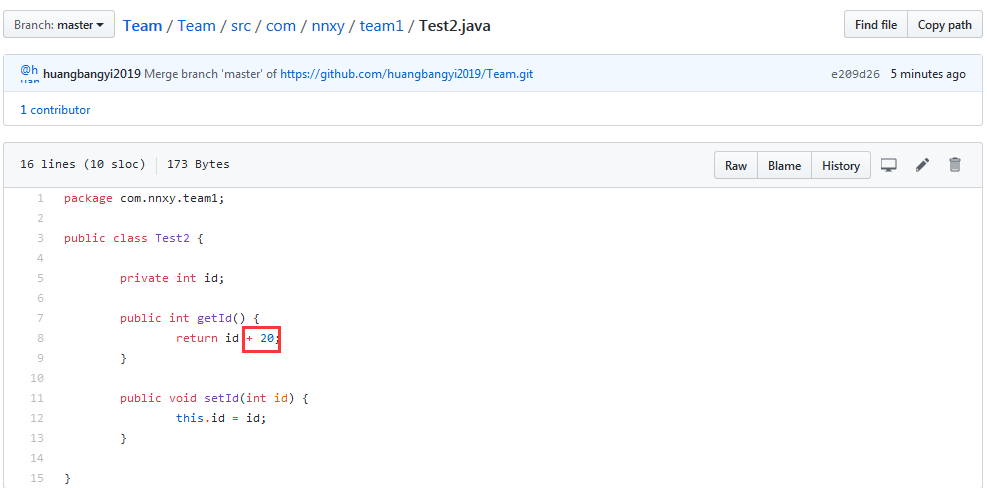 Branch: master Team / Team / src / com / nnxy / team1 / Test2.java Find file Copy path
huangbangyi2019 Merge branch 'master' of https://github.com/huangbangyi2019/Team.git e209d26 5 minutes ago
1 contributor
16 lines (10 sloc) 173 Bytes Raw Blame History
1 package com.nnxy.team1;
2
3 public class Test2 {
4
5 private int id;
6
7 public int getId() {
8 return id + 20;
9 }
10
11 public void setId(int id) {
12 this.id = id;
13 }
14
15 }